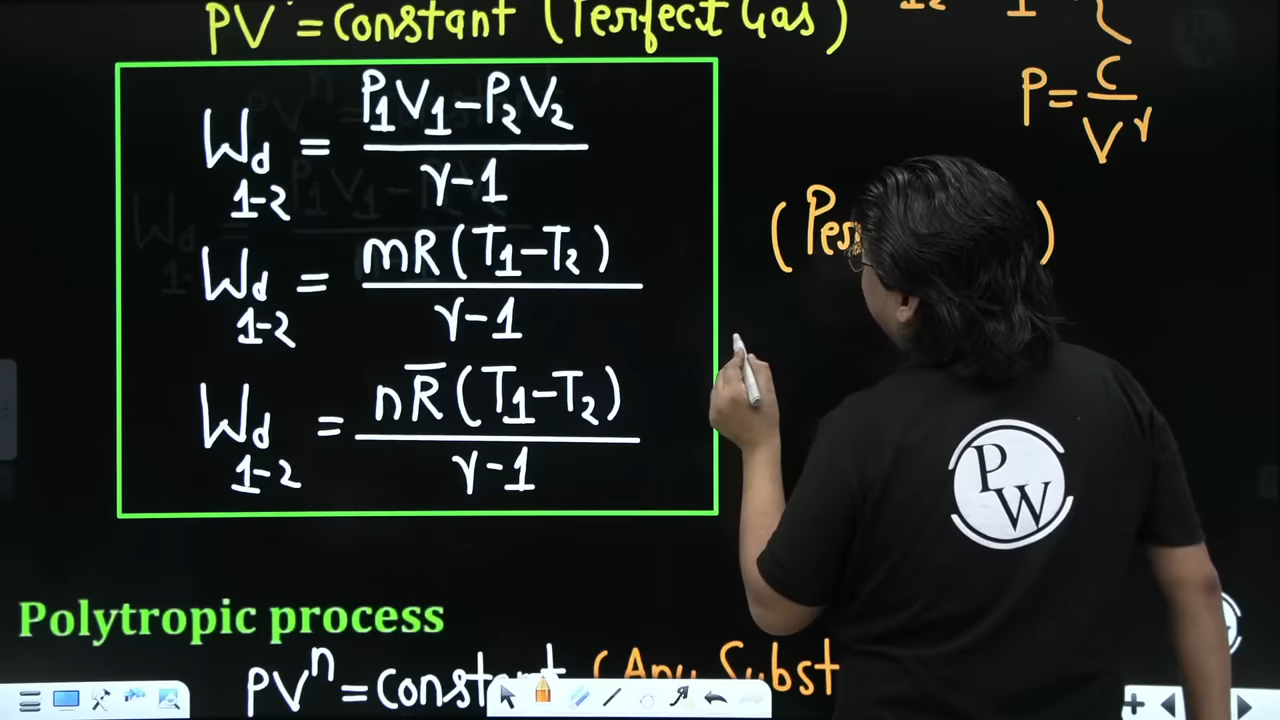 PV^γ = Constant (Perfect Gas)
W_d 1-2 = P₁V₁ - P₂V₂ / γ-1
W_d 1-2 = mR(T₁-T₂) / γ-1
W_d 1-2 = nR̄(T₁-T₂) / γ-1
P = C / V^γ
Polytropic process
PV^n = Constant (Any Subst
PW